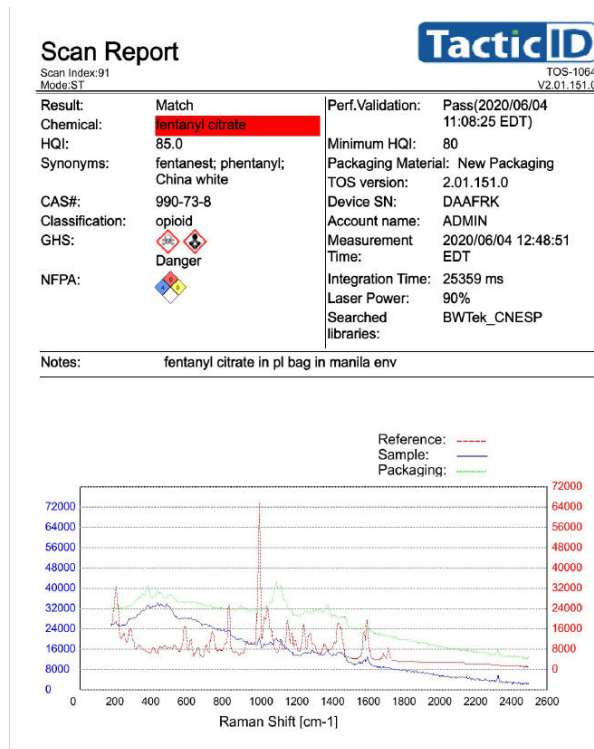 Scan Report
TacticID
Scan Index:91
TOS-1064
Mode:ST
V2.01.151.0
Result: Match
Chemical: fentanyl citrate
HQI: 85.0
Synonyms: fentanest; phentanyl;
China white
CAS#: 990-73-8
Classification: opioid
GHS:
Danger
NFPA:
Perf.Validation: Pass(2020/06/04
11:08:25 EDT)
Minimum HQI: 80
Packaging Material: New Packaging
TOS version: 2.01.151.0
Device SN: DAAFRK
Account name: ADMIN
Measurement 2020/06/04 12:48:51
Time: EDT
Integration Time: 25359 ms
Laser Power: 90%
Searched BWTek_CNESP
libraries:
Notes: fentanyl citrate in pl bag in manila env
Reference:
Sample:
Packaging:
72000
72000 64000
64000 56000
56000 48000
48000 40000
40000 32000
32000 24000
24000 16000
16000 8000
8000 0
0
0 200 400 600 800 1000 1200 1400 1600 1800 2000 2200 2400 2600
Raman Shift [cm-1]